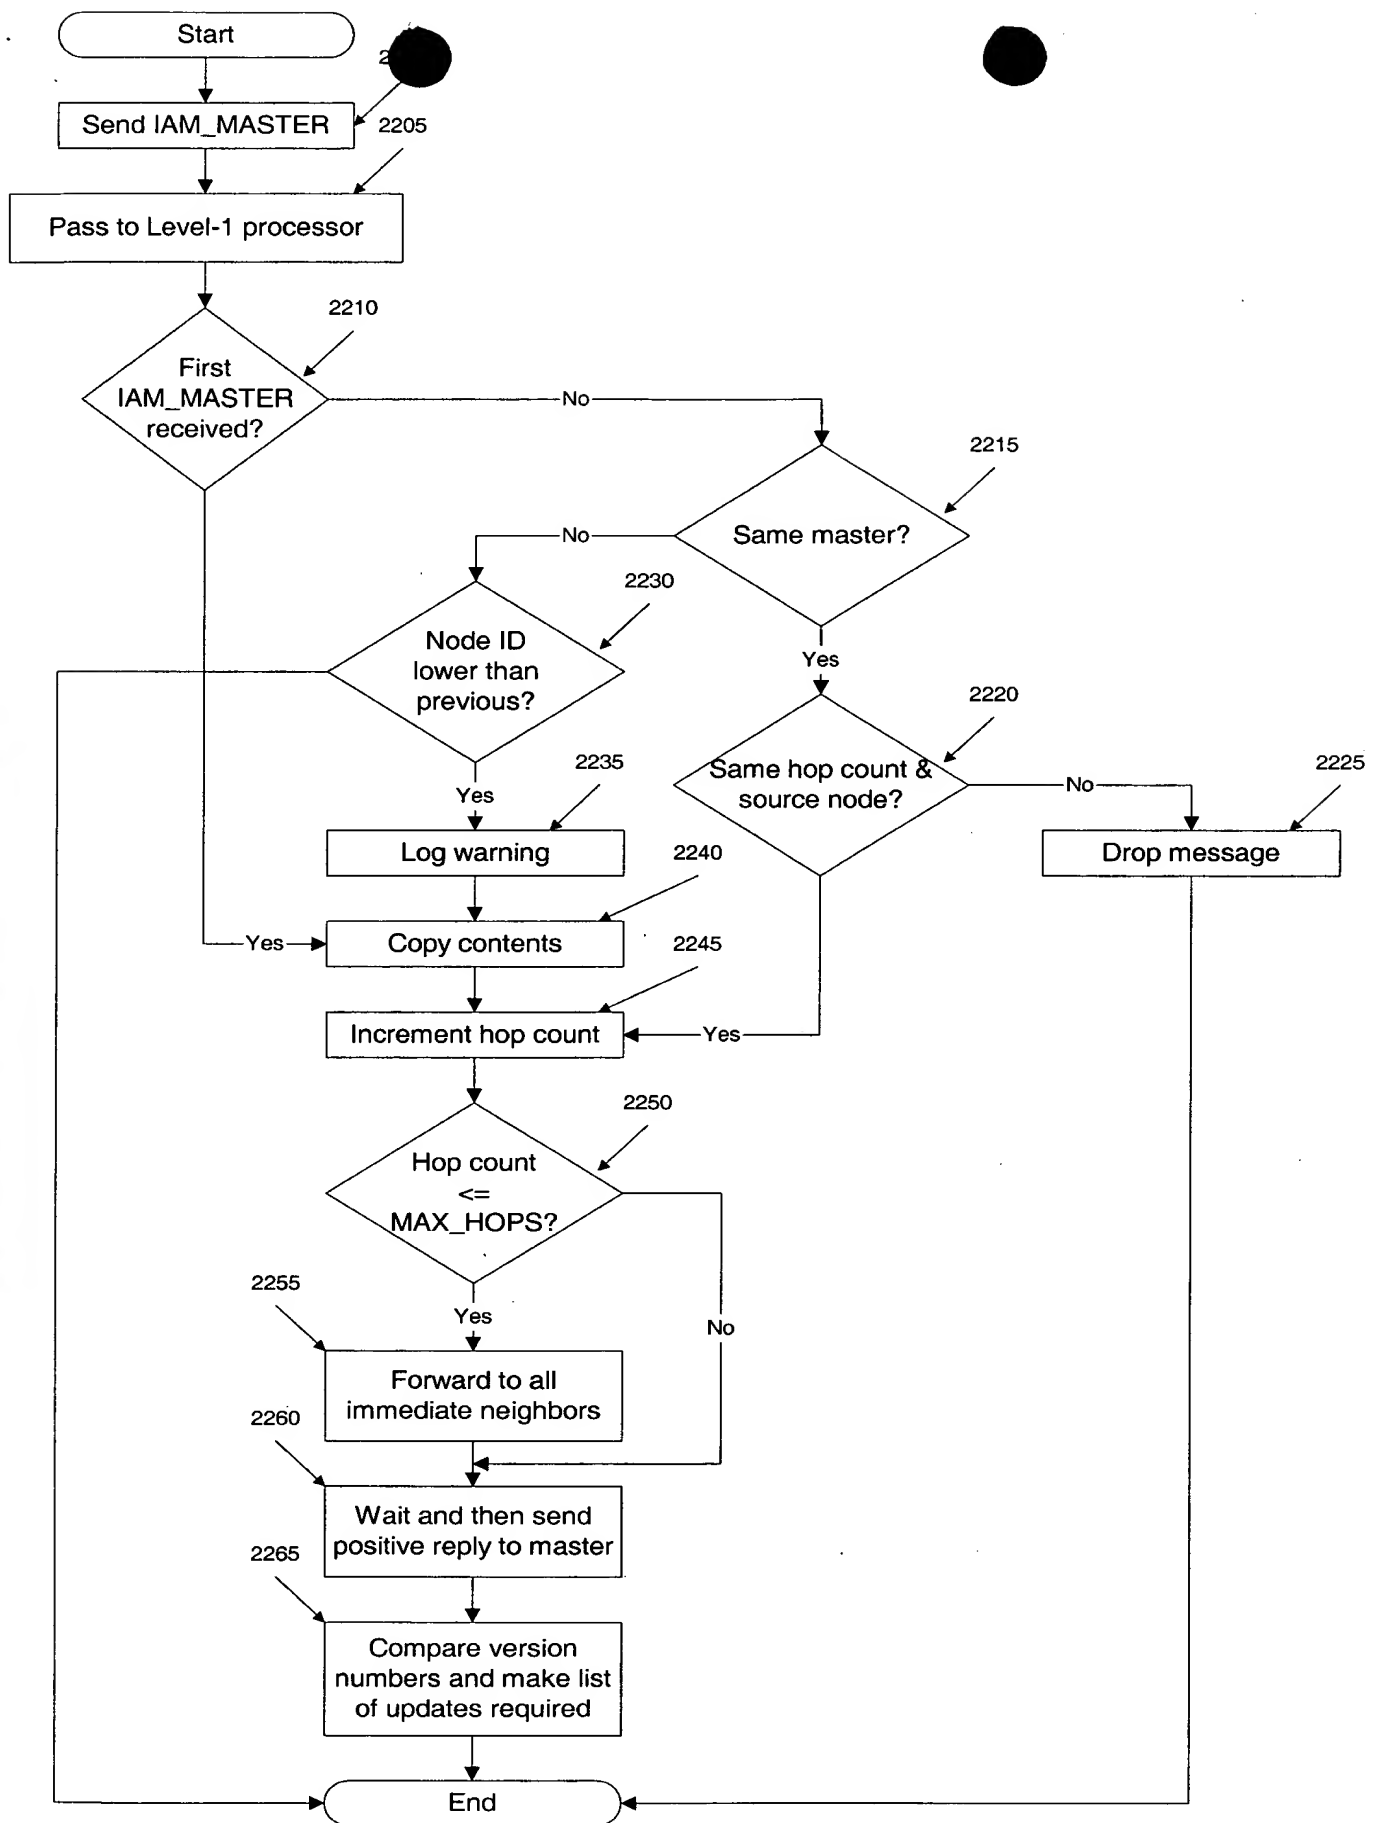 Start
Send IAM_MASTER
2205
Pass to Level-1 processor
2210
First
IAM_MASTER
received?
No
2215
Same master?
No
2230
Node ID
lower than
previous?
Yes
2220
Same hop count &
source node?
No
2225
Drop message
Yes
2235
Log warning
2240
Yes
Copy contents
2245
Increment hop count
Yes
2250
Hop count
<=
MAX_HOPS?
2255
Yes
No
Forward to all
immediate neighbors
2260
Wait and then send
positive reply to master
2265
Compare version
numbers and make list
of updates required
End